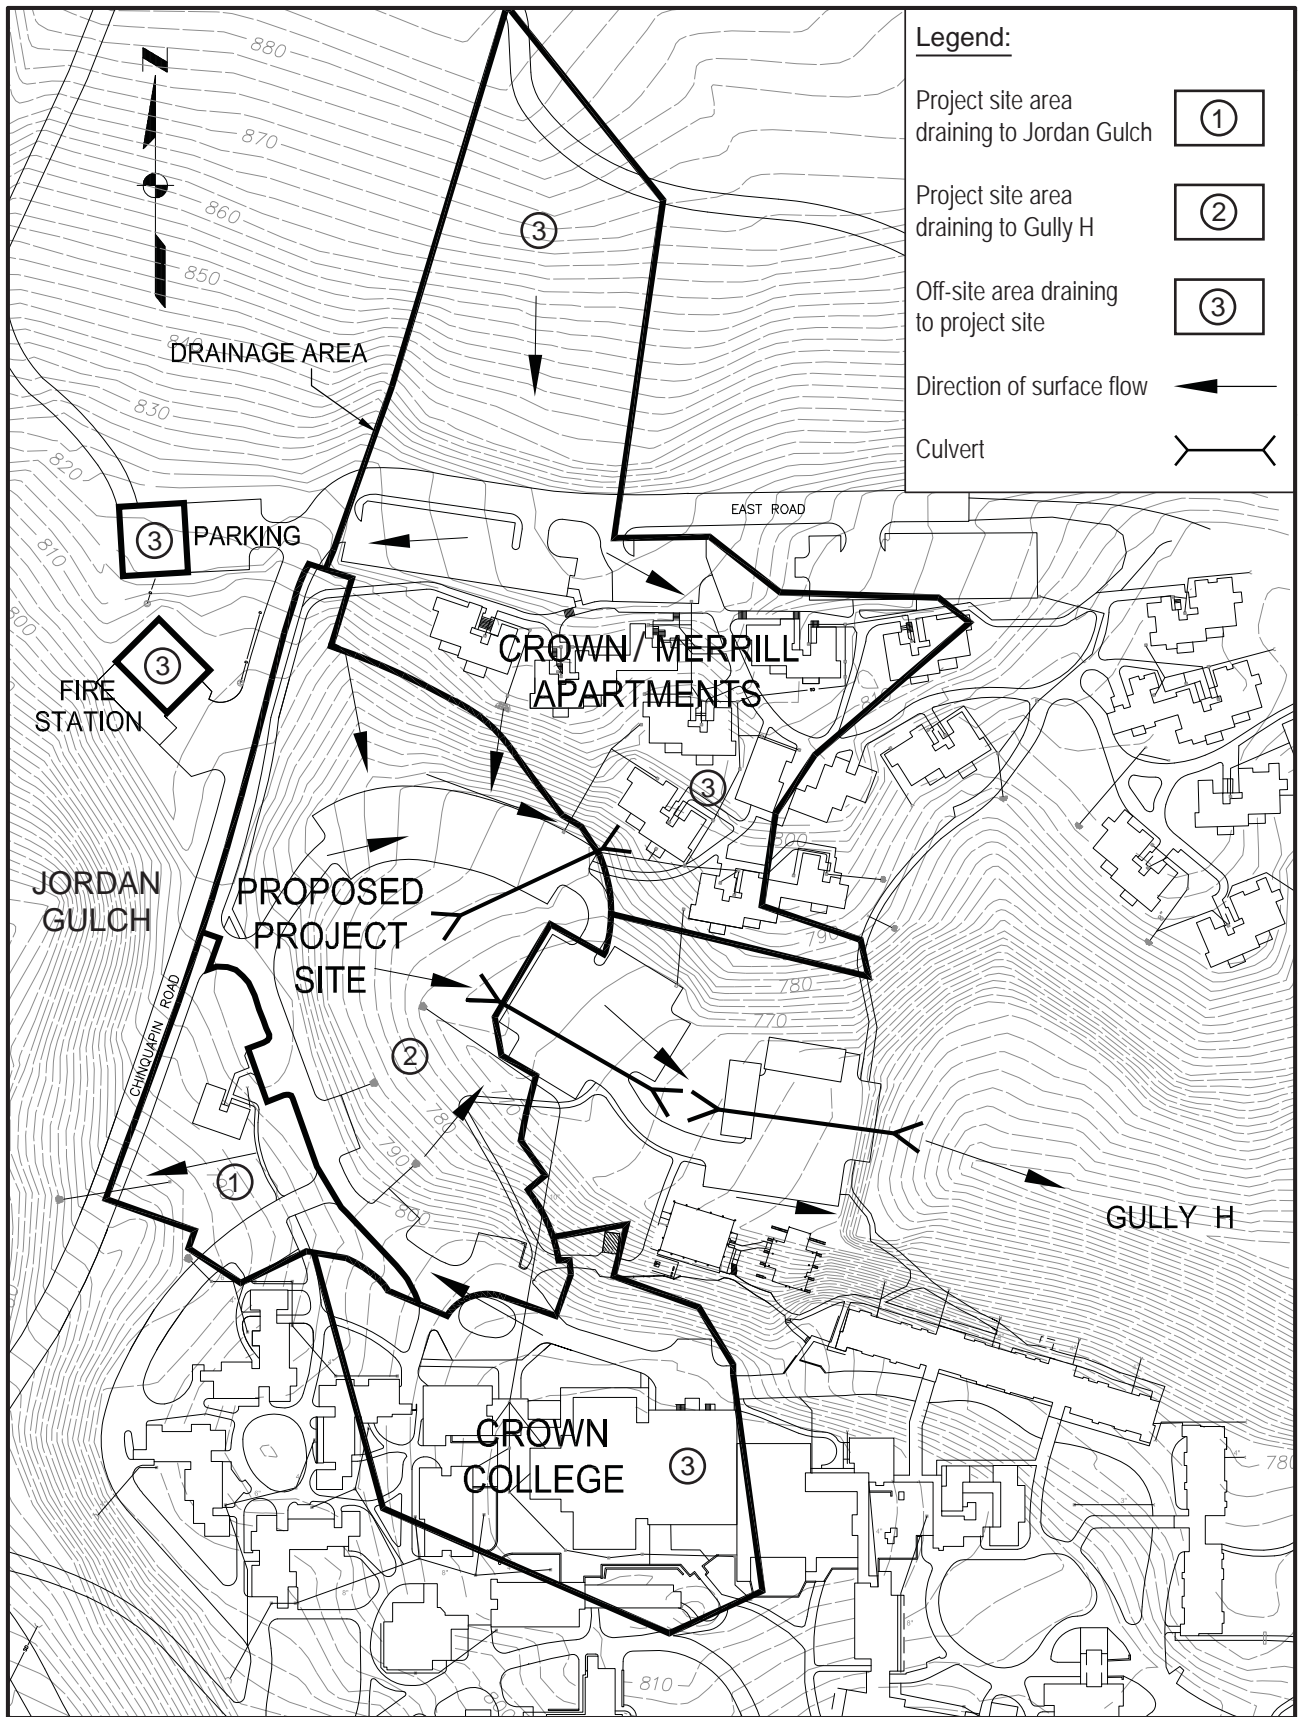 Legend:
Project site area
draining to Jordan Gulch
1
Project site area
draining to Gully H
2
Off-site area draining
to project site
3
Direction of surface flow
Culvert
N
880
870
860
850
840
830
820
810
800
3
DRAINAGE AREA
EAST ROAD
3
PARKING
3
FIRE
STATION
CROWN / MERRILL
APARTMENTS
810
3
800
790
780
770
JORDAN
GULCH
PROPOSED
PROJECT
SITE
CHINQUAPIN ROAD
2
770
780
790
800
1
GULLY H
CROWN
COLLEGE
3
780
810